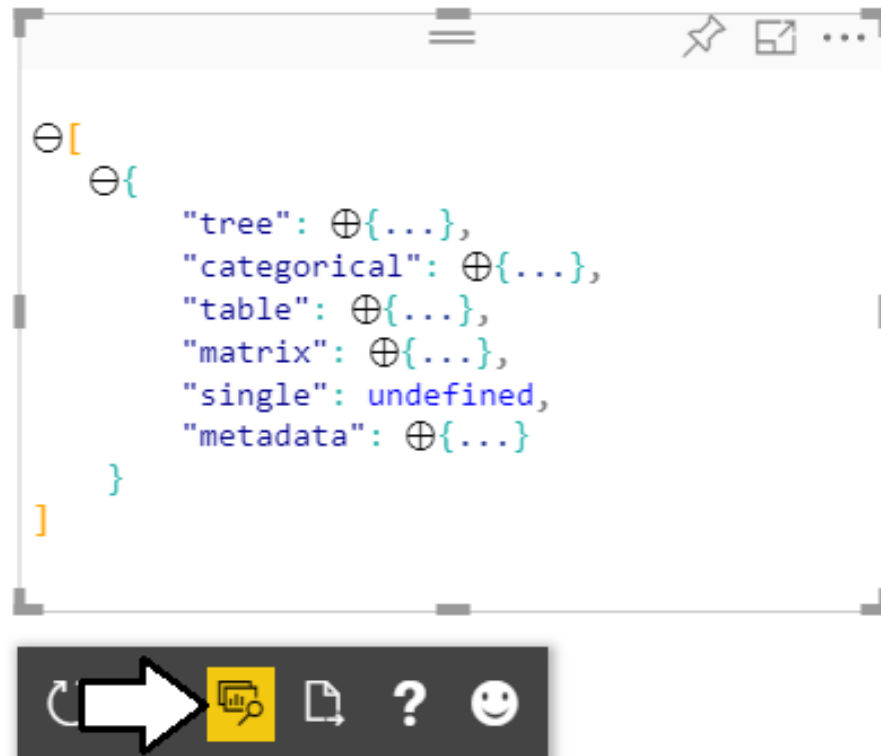 [
{
"tree": {...},
"categorical": {...},
"table": {...},
"matrix": {...},
"single": undefined,
"metadata": {...}
}
]
?